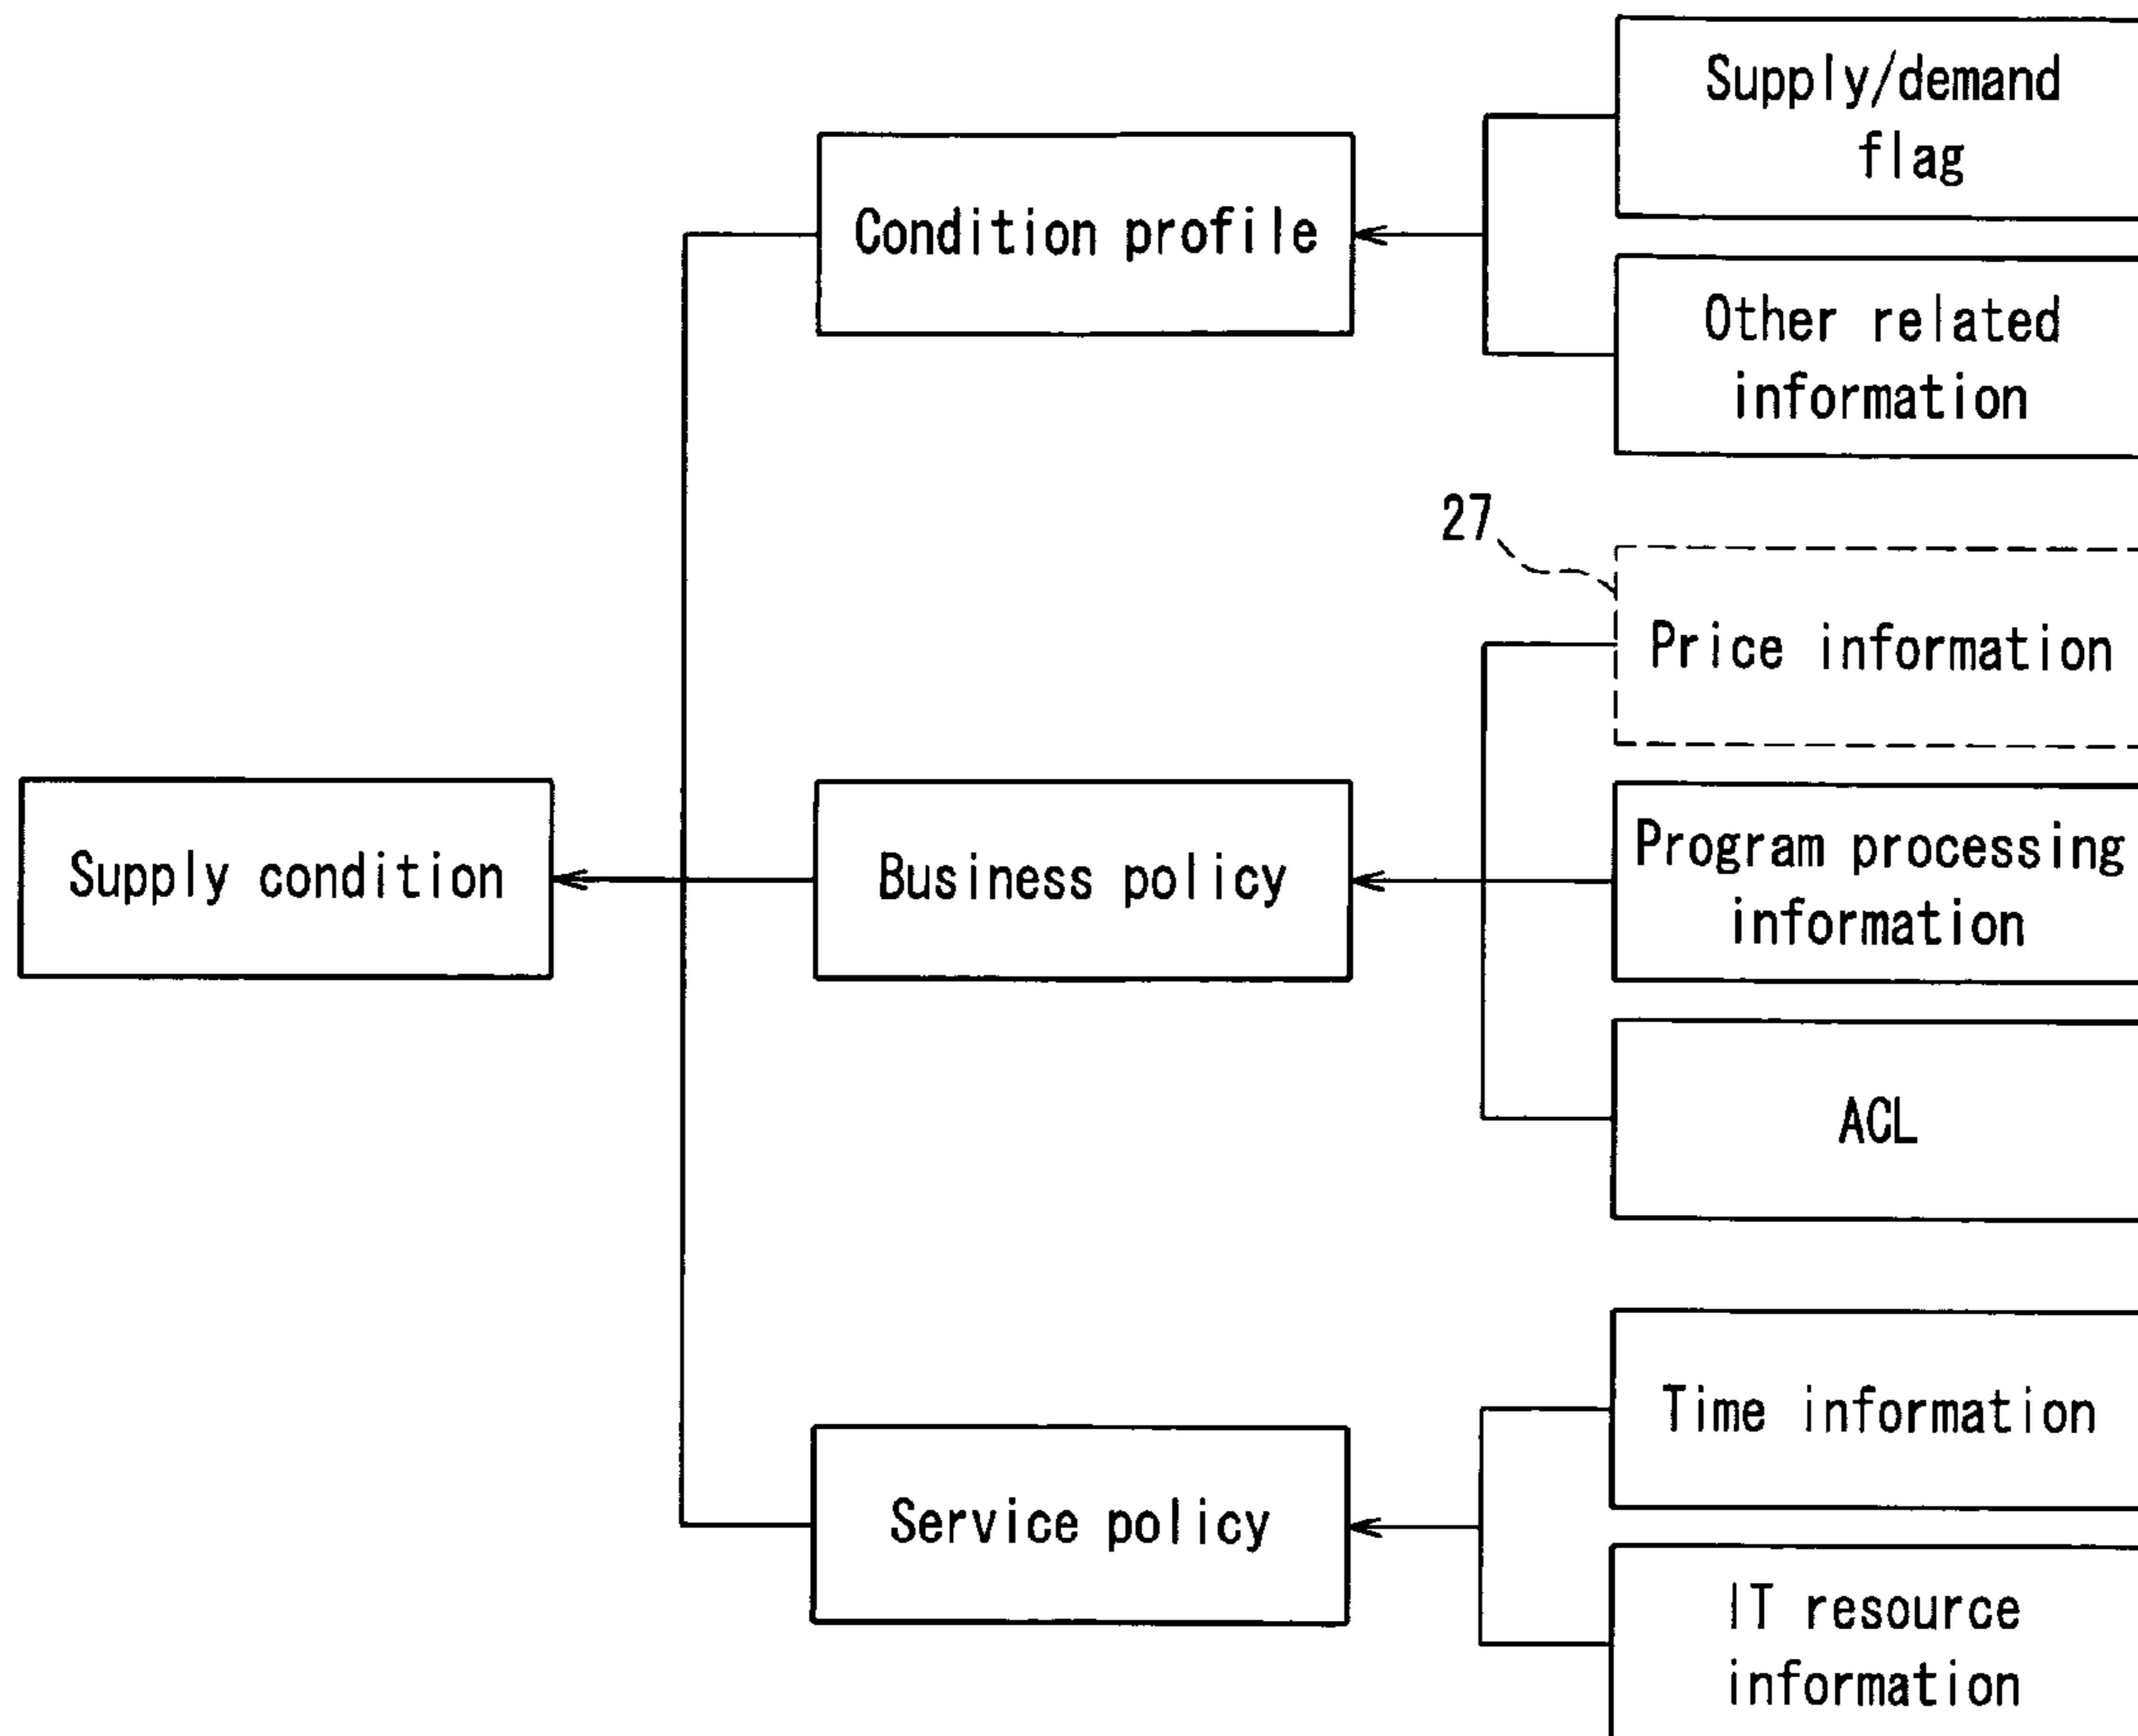 Supply/demand
flag
Condition profile
Other related
information
27
Price information
Supply condition
Business policy
Program processing
information
ACL
Time information
Service policy
IT resource
information